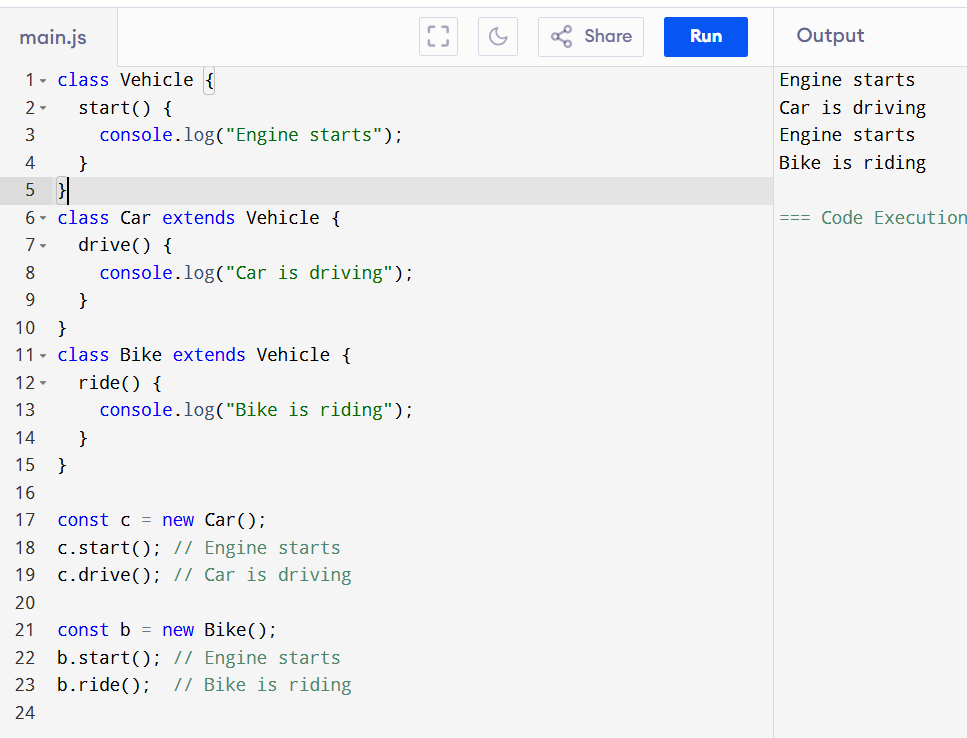 main.js Share Run Output
1 class Vehicle {
2   start() {
3     console.log("Engine starts");
4   }
5 }
6 class Car extends Vehicle {
7   drive() {
8     console.log("Car is driving");
9   }
10 }
11 class Bike extends Vehicle {
12   ride() {
13     console.log("Bike is riding");
14   }
15 }
16
17 const c = new Car();
18 c.start(); // Engine starts
19 c.drive(); // Car is driving
20
21 const b = new Bike();
22 b.start(); // Engine starts
23 b.ride();  // Bike is riding
24
Engine starts
Car is driving
Engine starts
Bike is riding
=== Code Execution